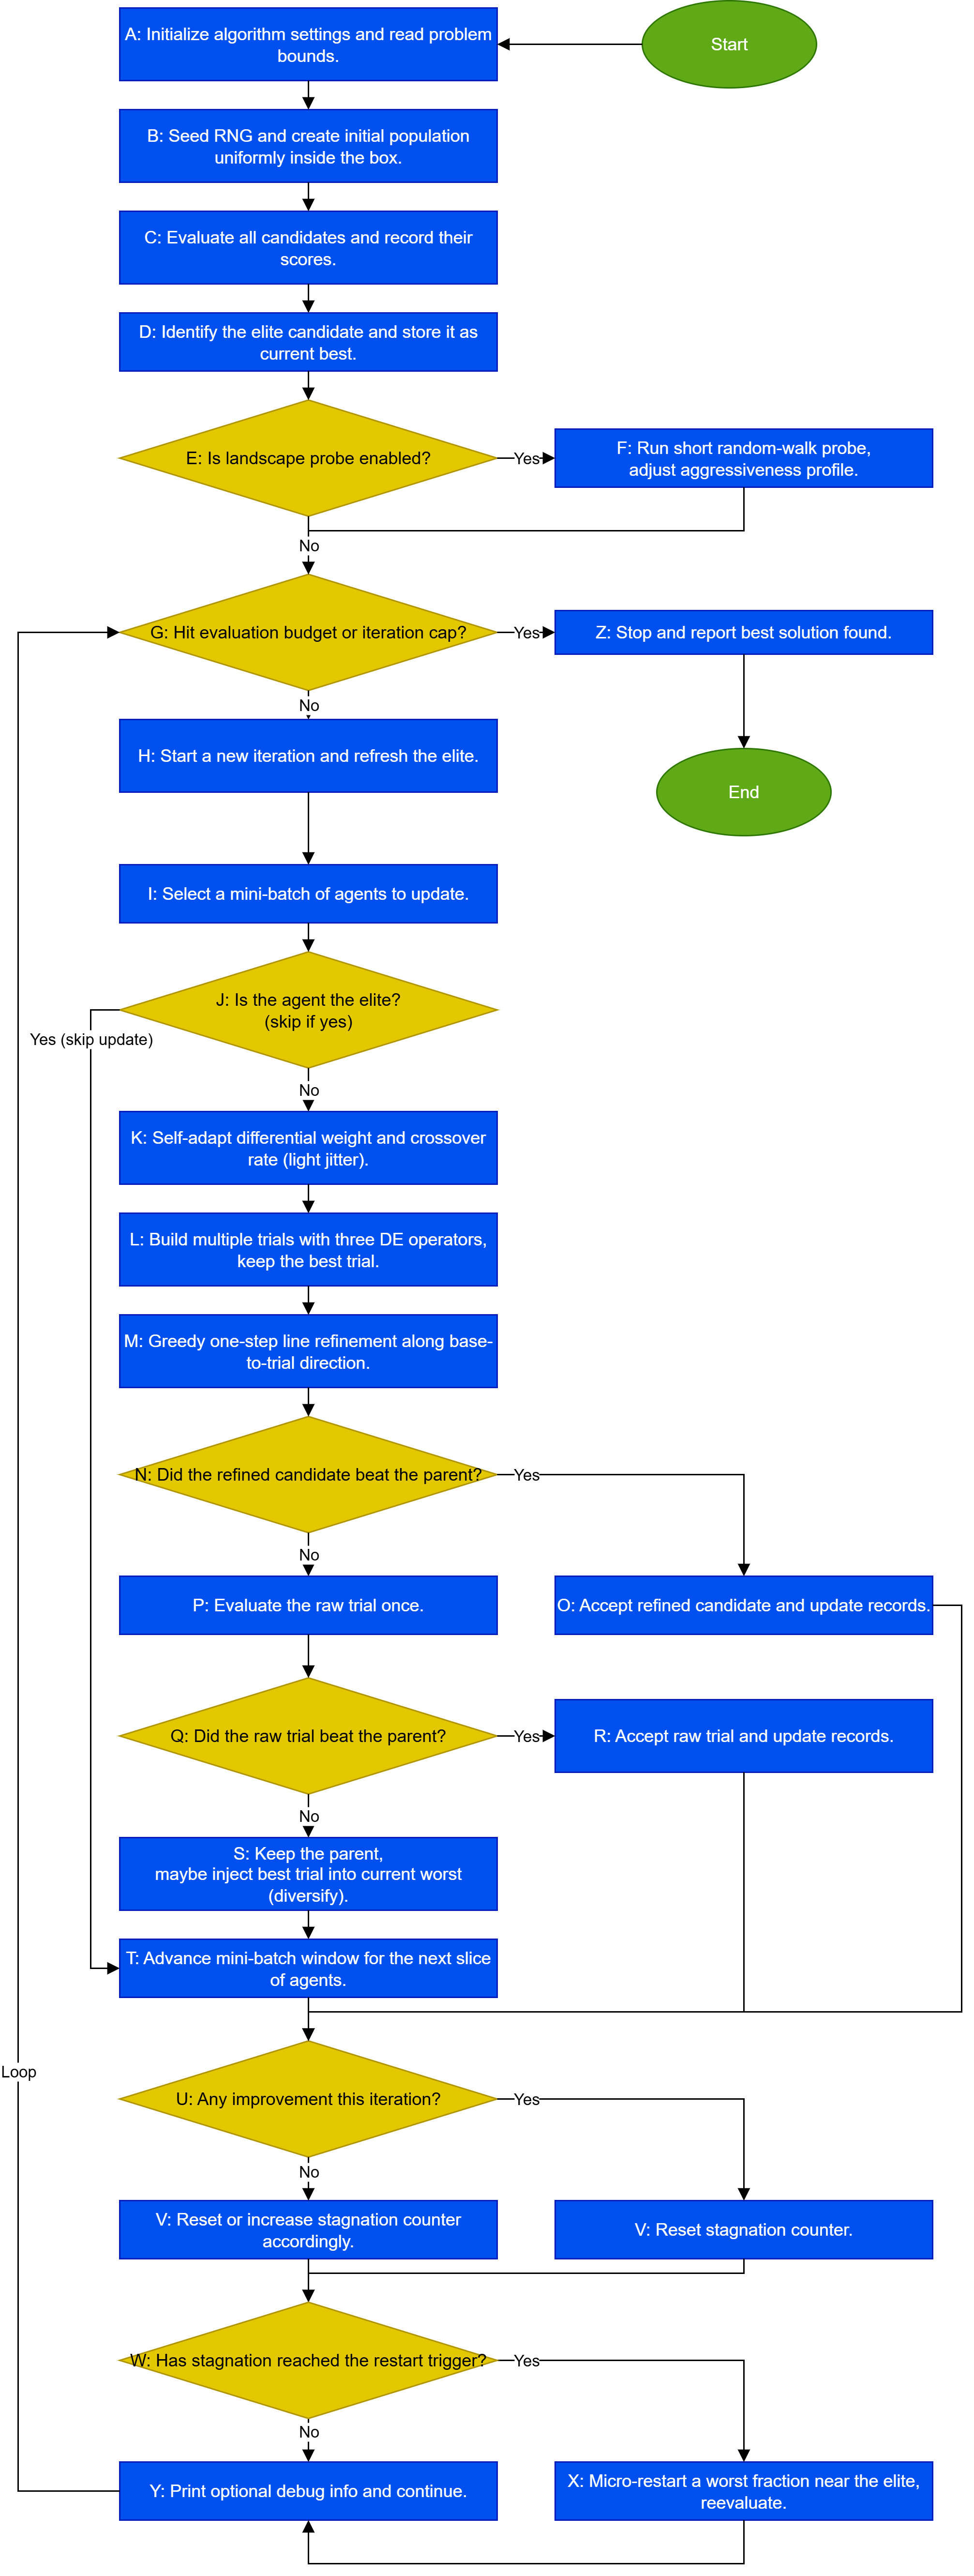 Start
A: Initialize algorithm settings and read problem
bounds.
B: Seed RNG and create initial population
uniformly inside the box.
C: Evaluate all candidates and record their
scores.
D: Identify the elite candidate and store it as
current best.
E: Is landscape probe enabled?
Yes
F: Run short random-walk probe,
adjust aggressiveness profile.
No
G: Hit evaluation budget or iteration cap?
Yes
Z: Stop and report best solution found.
No
H: Start a new iteration and refresh the elite.
End
I: Select a mini-batch of agents to update.
J: Is the agent the elite?
(skip if yes)
Yes (skip update)
No
K: Self-adapt differential weight and crossover
rate (light jitter).
L: Build multiple trials with three DE operators,
keep the best trial.
M: Greedy one-step line refinement along base-
to-trial direction.
N: Did the refined candidate beat the parent?
Yes
No
P: Evaluate the raw trial once.
O: Accept refined candidate and update records.
Q: Did the raw trial beat the parent?
Yes
R: Accept raw trial and update records.
No
S: Keep the parent,
maybe inject best trial into current worst
(diversify).
T: Advance mini-batch window for the next slice
of agents.
Loop
U: Any improvement this iteration?
Yes
No
V: Reset or increase stagnation counter
accordingly.
V: Reset stagnation counter.
W: Has stagnation reached the restart trigger?
Yes
No
Y: Print optional debug info and continue.
X: Micro-restart a worst fraction near the elite,
reevaluate.